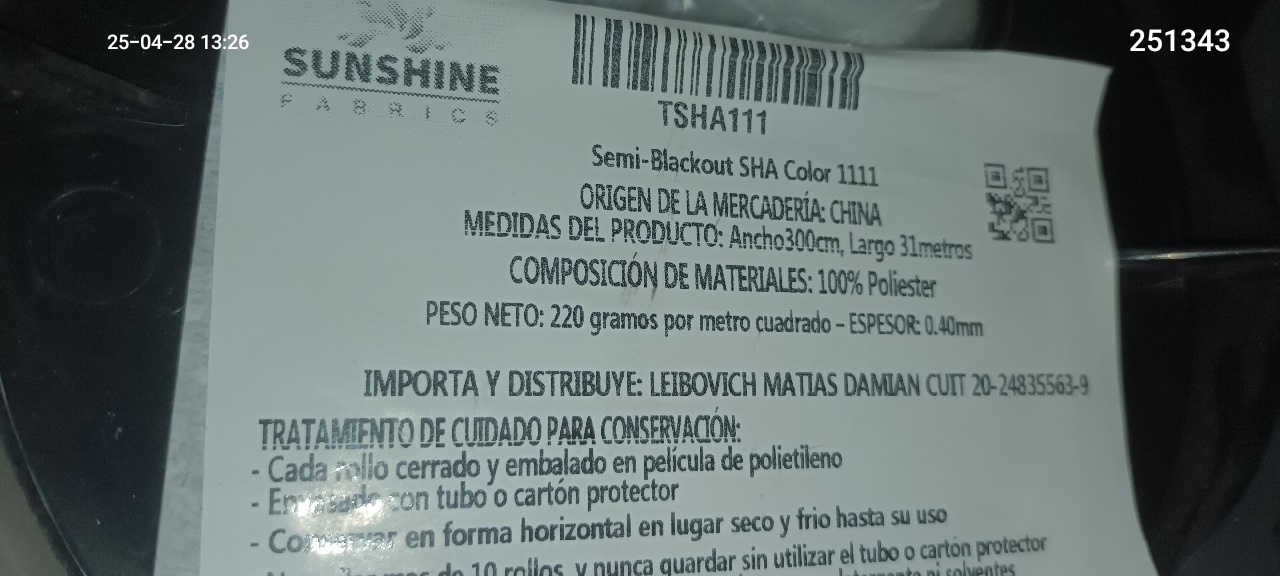 25-04-28 13:26
251343
SUNSHINE
FABRICS
TSHA111
Semi-Blackout SHA Color 1111
ORIGEN DE LA MERCADERÍA: CHINA
MEDIDAS DEL PRODUCTO: Ancho300cm, Largo 31metros
COMPOSICIÓN DE MATERIALES: 100% Poliester
PESO NETO: 220 gramos por metro cuadrado - ESPESOR: 0.40mm
IMPORTA Y DISTRIBUYE: LEIBOVICH MATIAS DAMIAN CUIT 20-24835563-9
TRATAMIENTO DE CUIDADO PARA CONSERVACIÓN:
- Cada rollo cerrado y embalado en película de polietileno
- Envasado con tubo o cartón protector
- Conservar en forma horizontal en lugar seco y frio hasta su uso
de 10 rollos, y nunca guardar sin utilizar el tubo o cartón protector
ni solventes